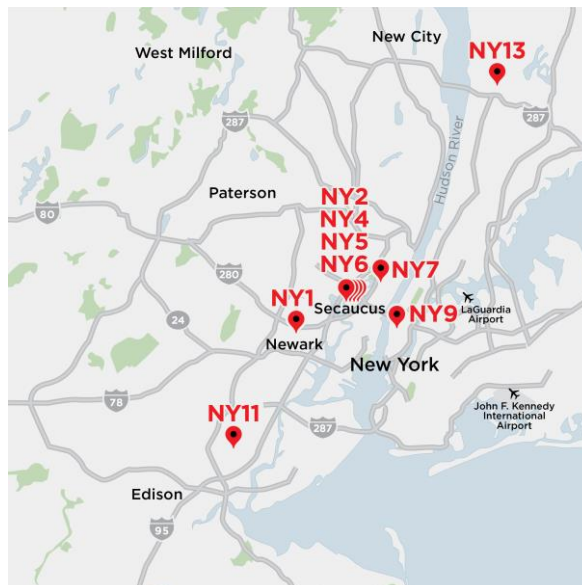 New City
West Milford
NY13
287
287
Hudson River
Paterson
NY2
NY4
NY5
NY6
80
NY7
280
NY1
Secaucus
NY9
LaGuardia
Airport
24
Newark
New York
78
John F. Kennedy
International
Airport
NY11
287
Edison
95